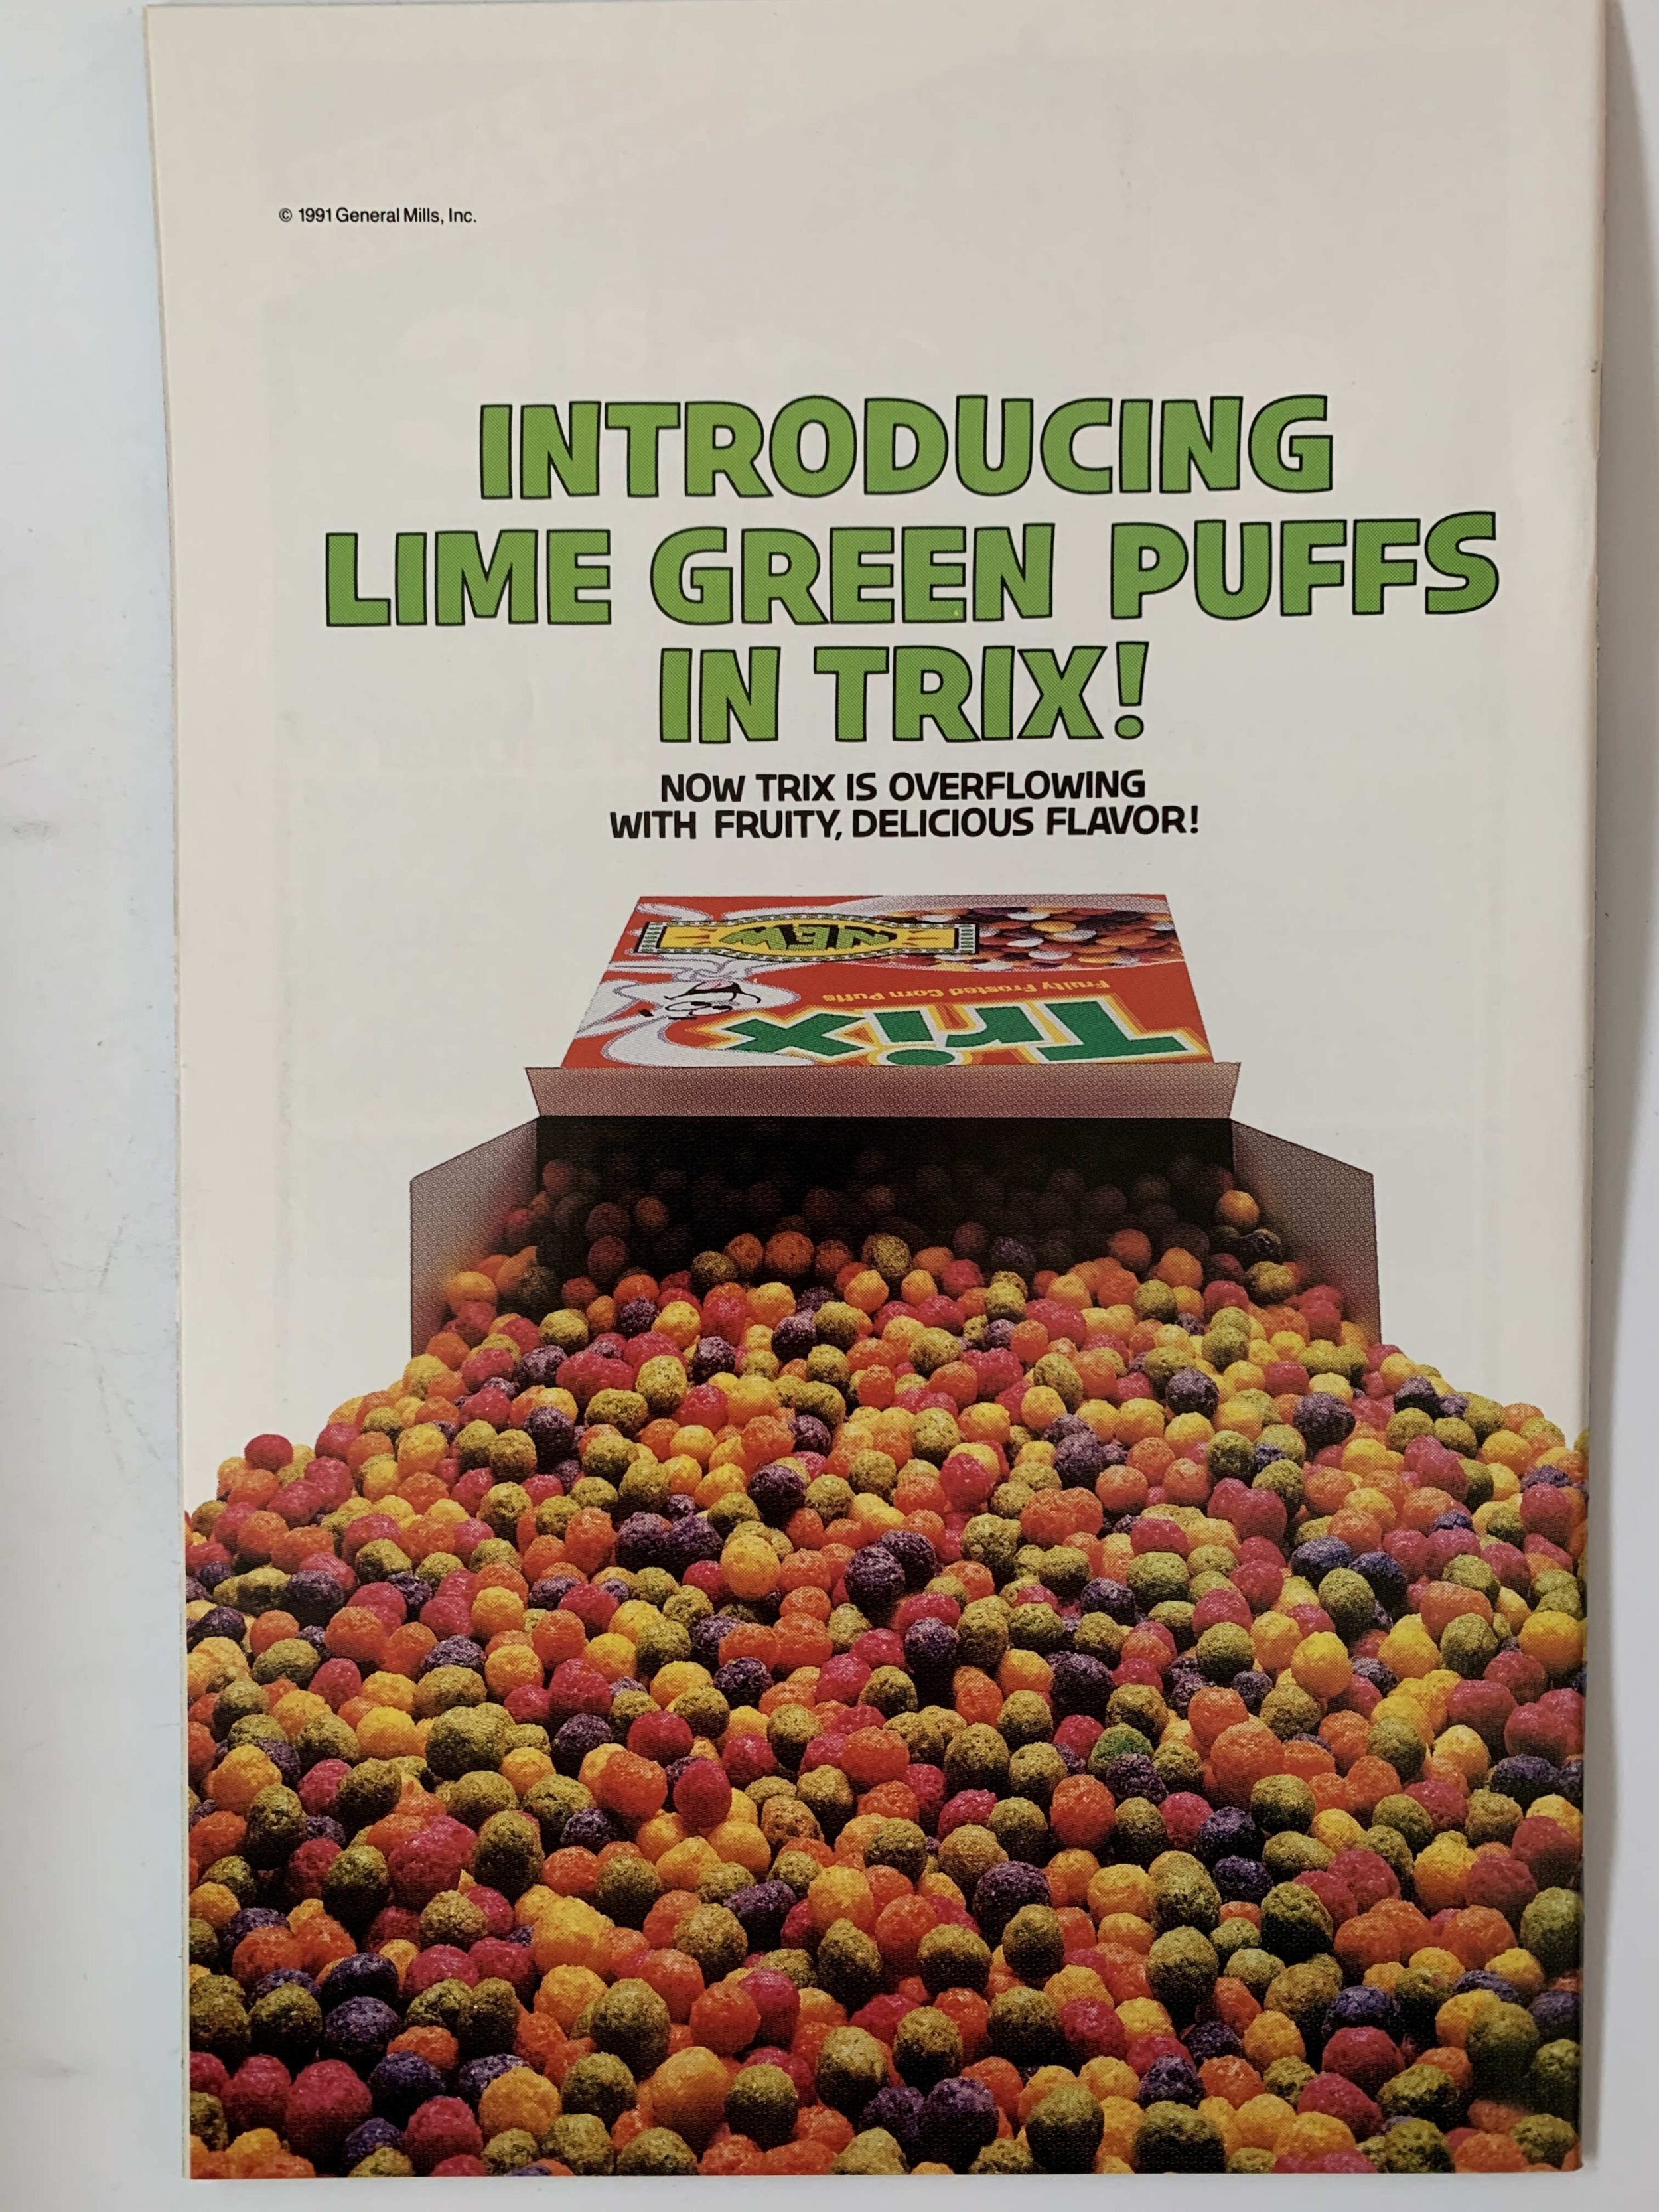 © 1991 General Mills, Inc.
INTRODUCING
LIME GREEN PUFFS
IN TRIX!
NOW TRIX IS OVERFLOWING
WITH FRUITY, DELICIOUS FLAVOR!
NEW
Fruity Frosted Corn Puffs
Trix